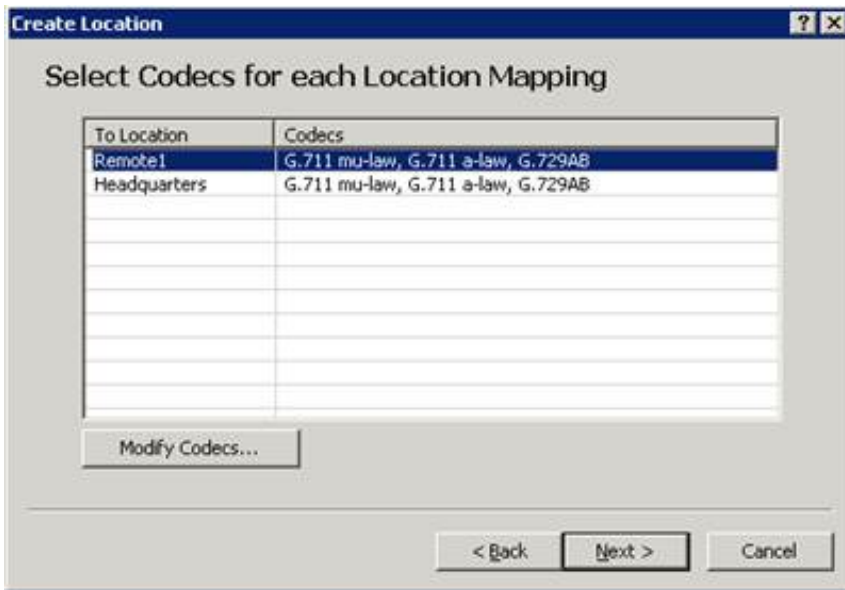 Create Location
Select Codecs for each Location Mapping
To Location Codecs
Remote1 G.711 mu-law, G.711 a-law, G.729AB
Headquarters G.711 mu-law, G.711 a-law, G.729AB
Modify Codecs...
< Back Next > Cancel